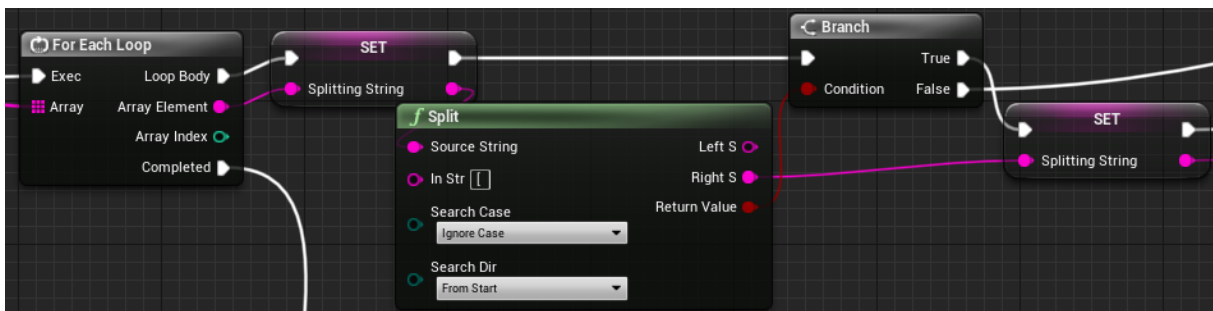 For Each Loop
Exec
Loop Body
Array
Array Element
Array Index
Completed
SET
Splitting String
f Split
Source String
Left S
In Str [
Right S
Return Value
Search Case
Ignore Case
Search Dir
From Start
Branch
True
Condition
False
SET
Splitting String